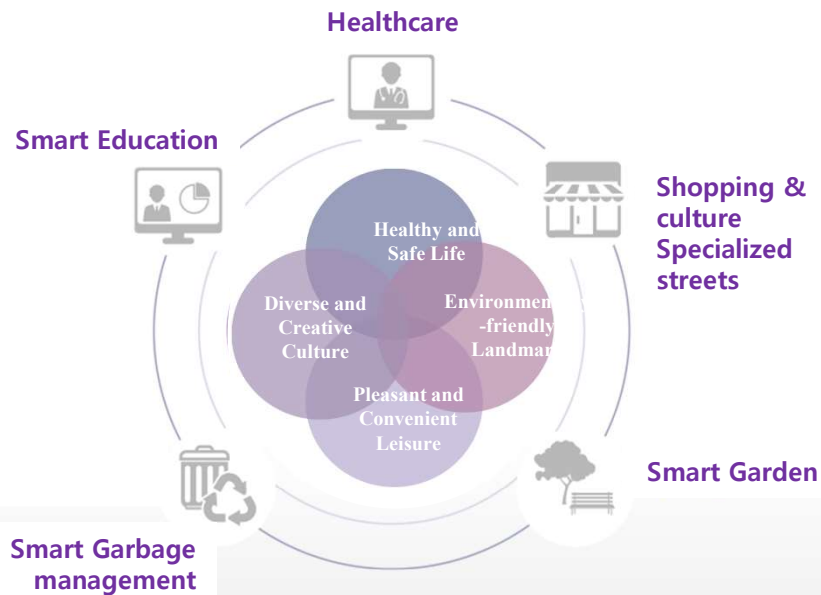 Healthcare
Smart Education
Shopping &
culture
Specialized
streets
Healthy and
Safe Life
Diverse and
Creative
Culture
-friendly
Pleasant and
Convenient
Leisure
Smart Garden
Smart Garbage
management